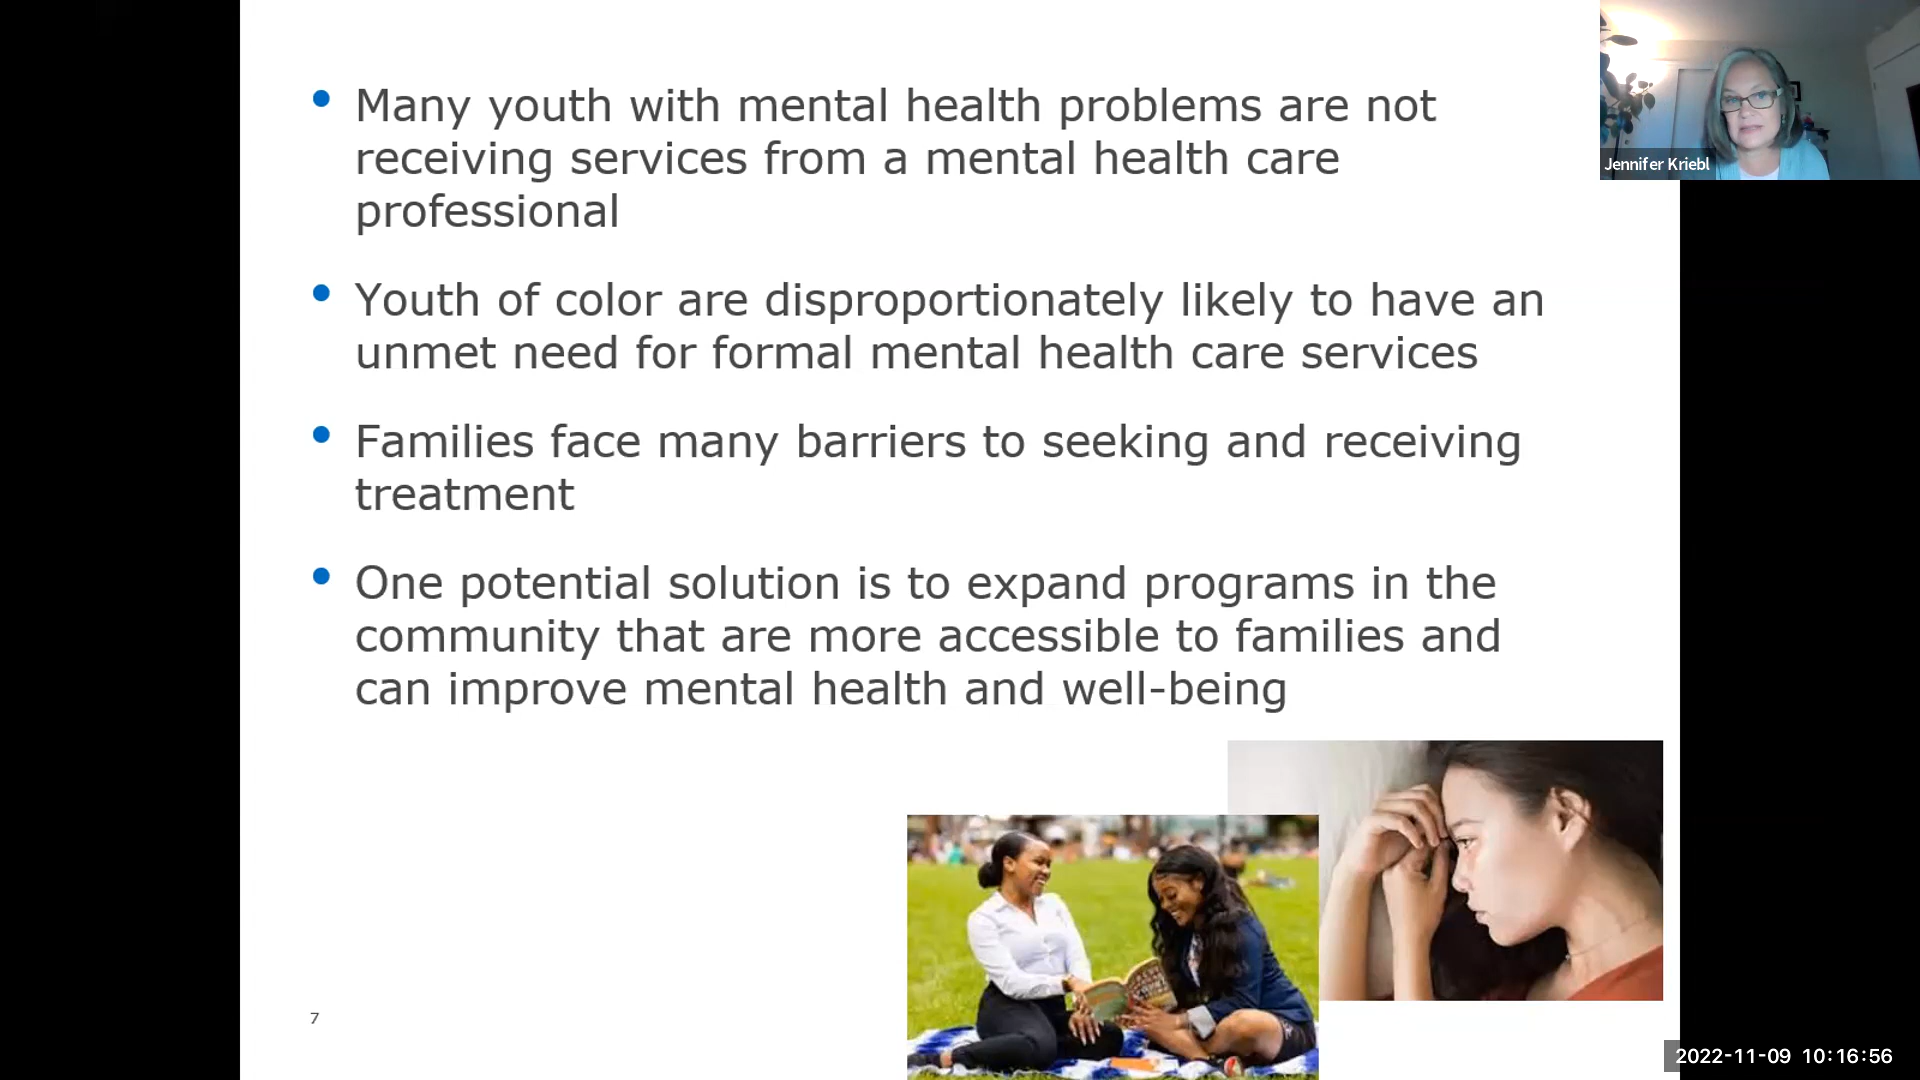 • Many youth with mental health problems are not
receiving services from a mental health care
professional
• Youth of color are disproportionately likely to have an
unmet need for formal mental health care services
• Families face many barriers to seeking and receiving
treatment
• One potential solution is to expand programs in the
community that are more accessible to families and
can improve mental health and well-being
7
Jennifer Kriebl
2022-11-09 10:16:56